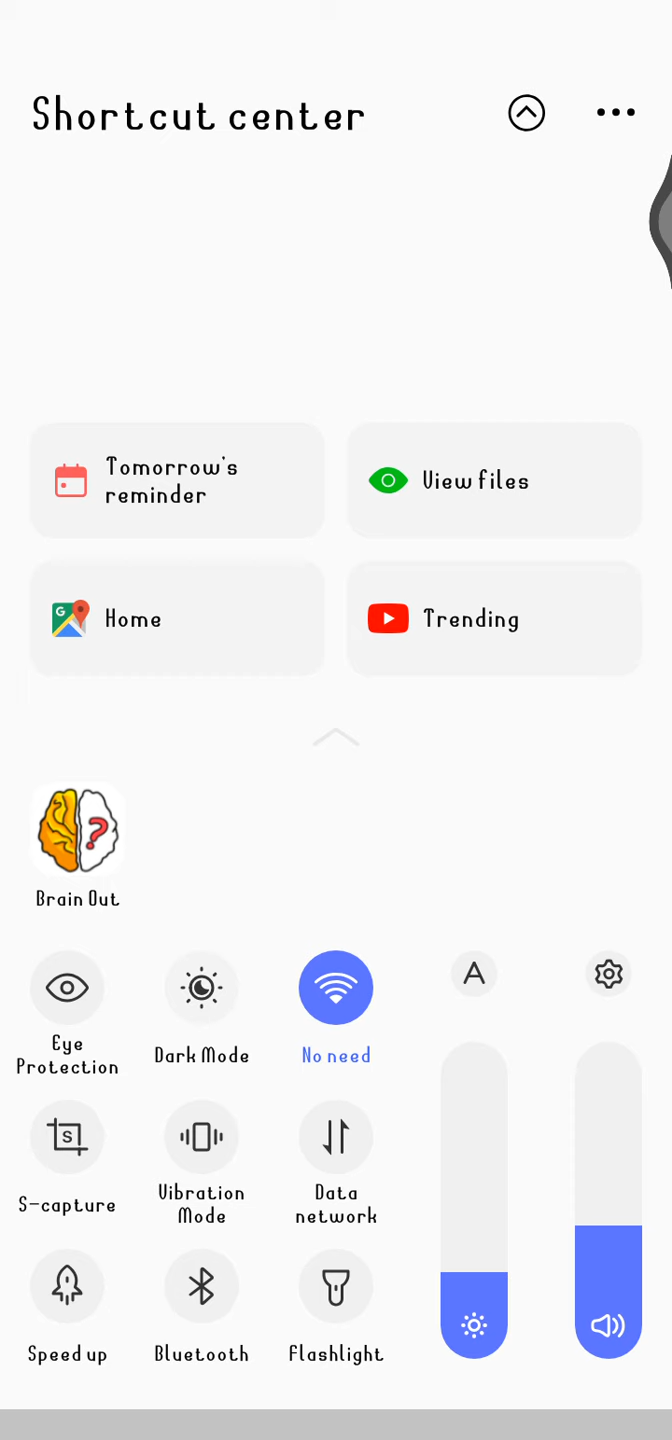 Shortcut center
Tomorrow's
reminder
View files
Home
Trending
Brain Out
Eye
Protection
Dark Mode
No need
A
S-capture
Vibration
Mode
Data
network
Speed up
Bluetooth
Flashlight